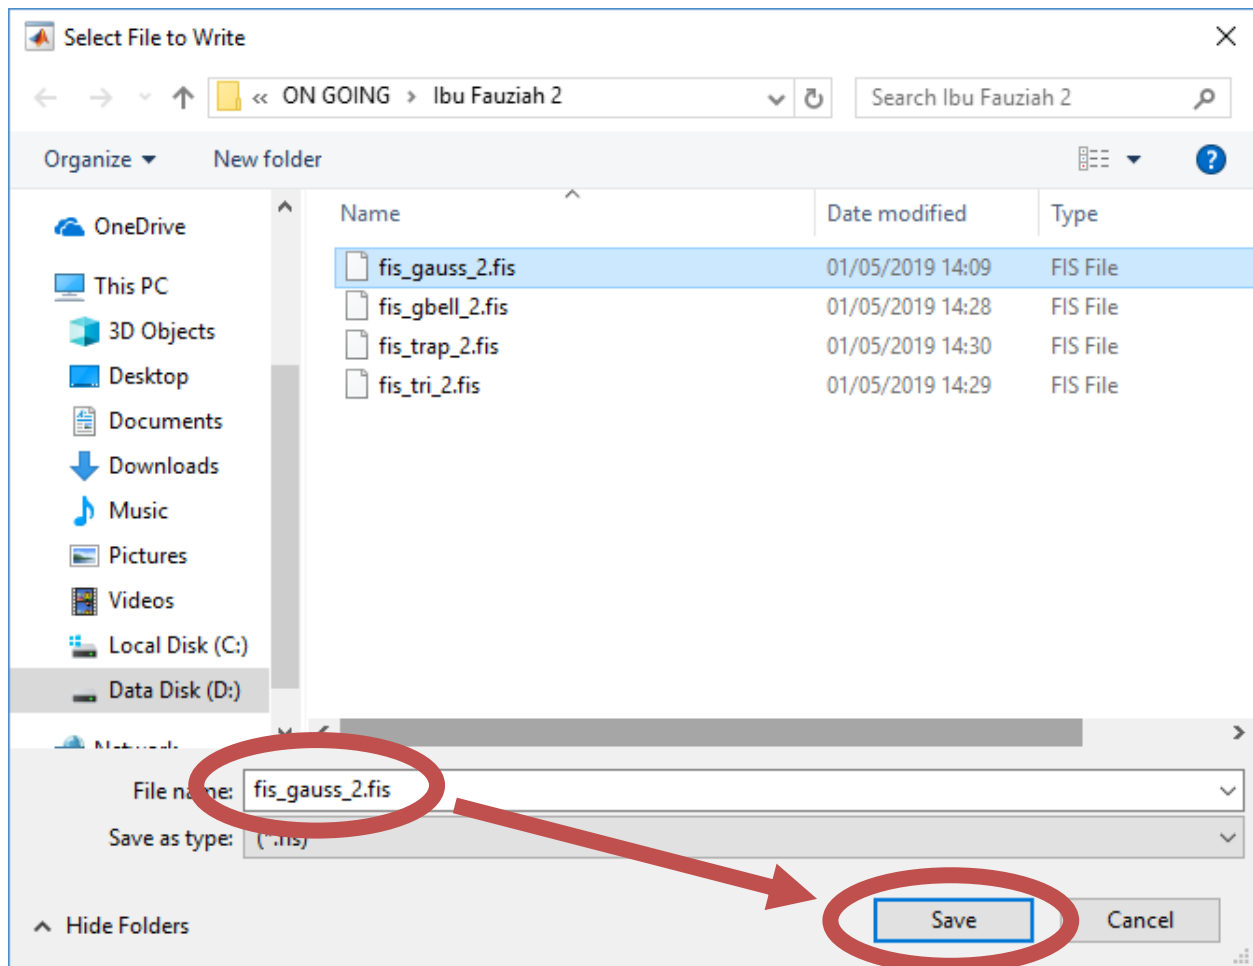 Select File to Write
« ON GOING > Ibu Fauziah 2
Search Ibu Fauziah 2
Organize
New folder
?
Name
Date modified
Type
OneDrive
This PC
3D Objects
Desktop
Documents
Downloads
Music
Pictures
Videos
Local Disk (C:)
Data Disk (D:)
Network
fis_gauss_2.fis 01/05/2019 14:09 FIS File
fis_gbell_2.fis 01/05/2019 14:28 FIS File
fis_trap_2.fis 01/05/2019 14:30 FIS File
fis_tri_2.fis 01/05/2019 14:29 FIS File
File name: fis_gauss_2.fis
Save as type: (*.fis)
Hide Folders
Save
Cancel